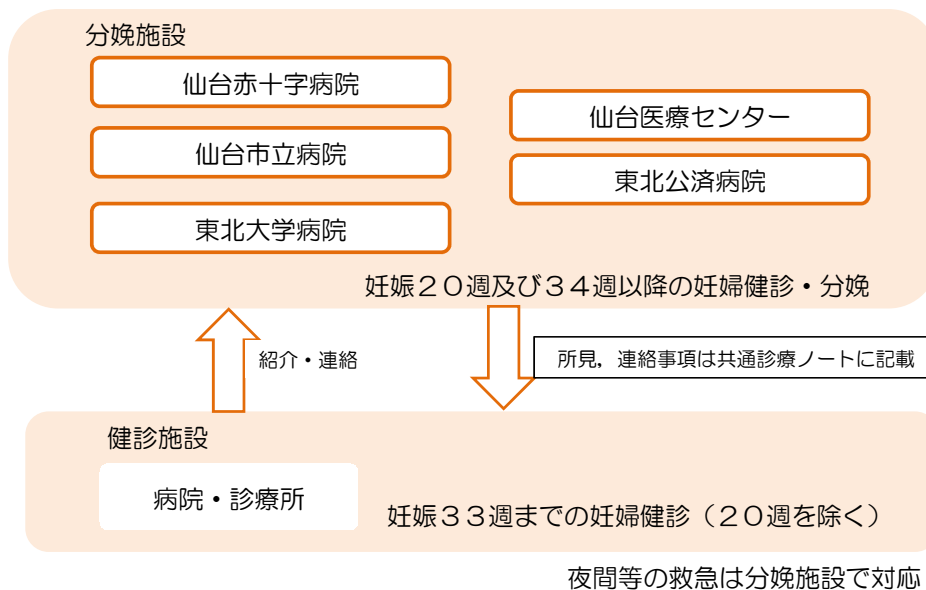 分娩施設
仙台赤十字病院
仙台市立病院
東北大学病院
仙台医療センター
東北公済病院
妊娠２０週及び３４週以降の妊婦健診・分娩
紹介・連絡
所見，連絡事項は共通診療ノートに記載
健診施設
病院・診療所
妊娠３３週までの妊婦健診（２０週を除く）
夜間等の救急は分娩施設で対応